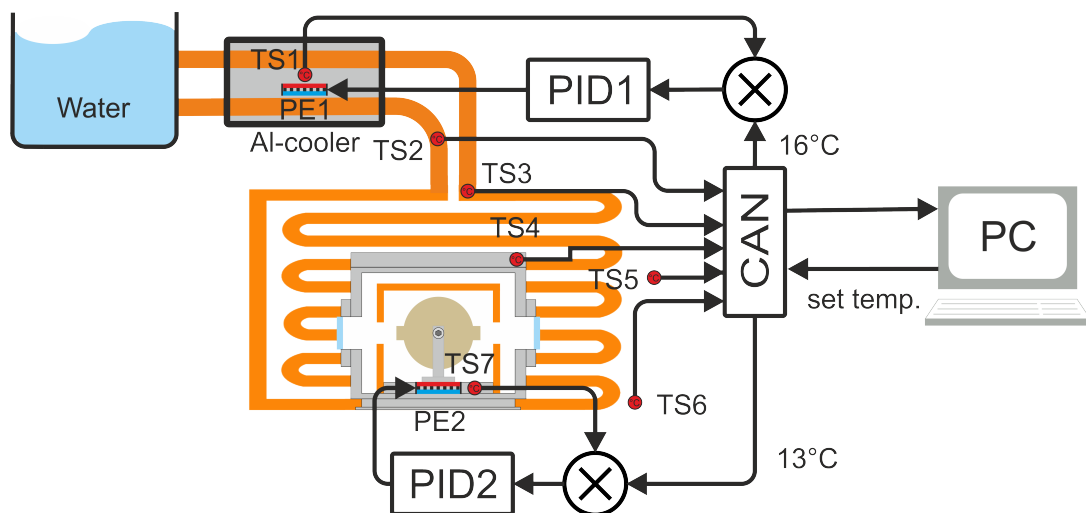 TS1
Water
PE1
PID1
Al-cooler
TS2
16°C
TS3
CAN
PC
TS4
TS5
set temp.
TS7
TS6
PE2
13°C
PID2